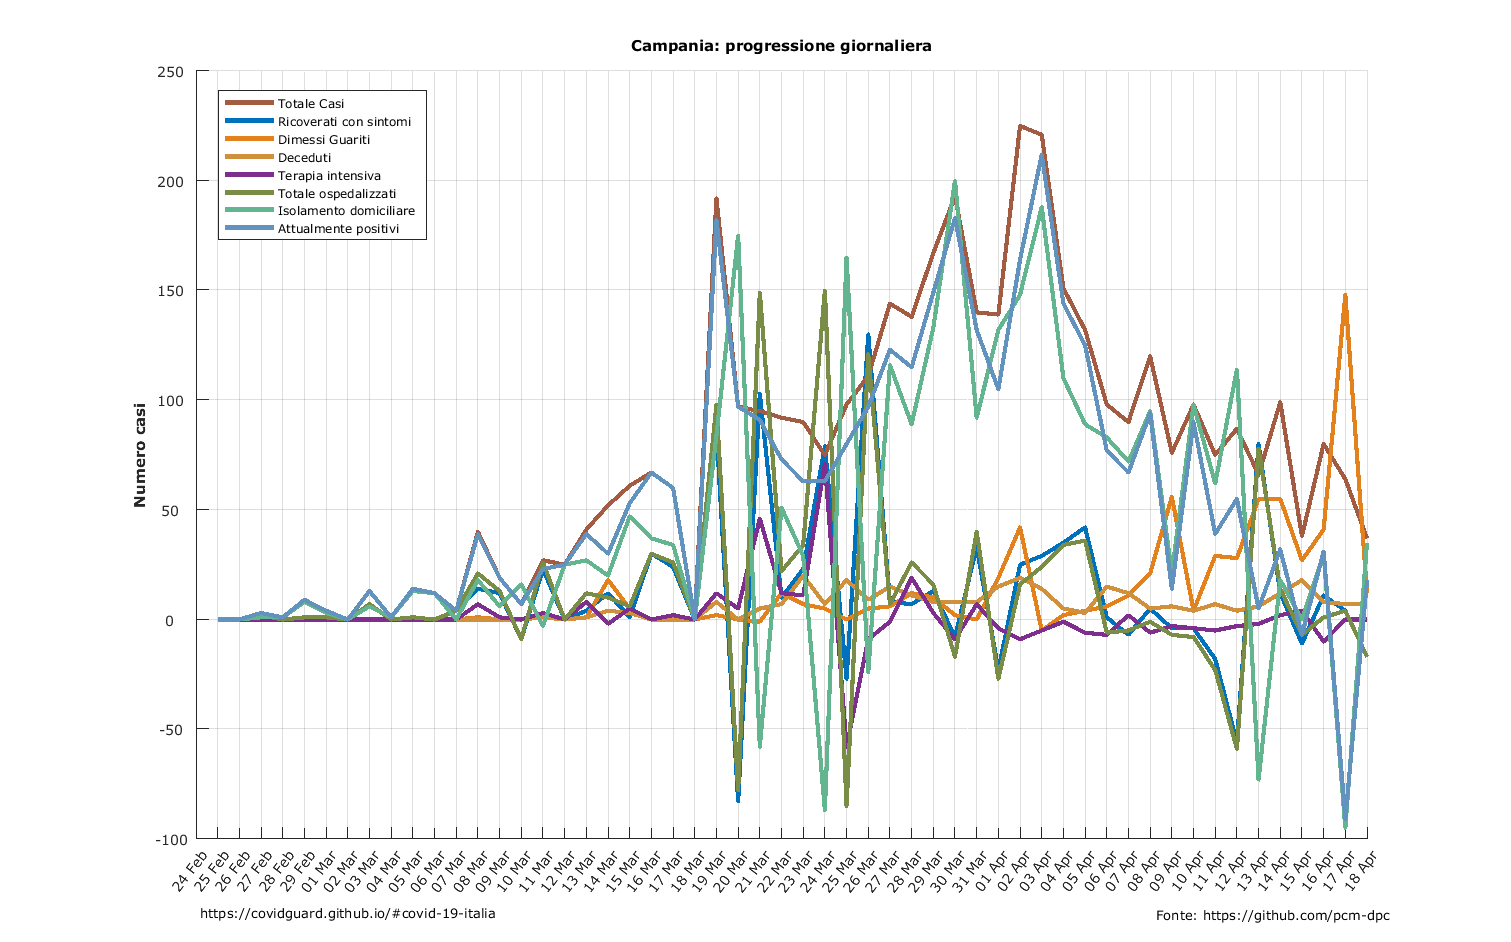 Campania: progressione giornaliera
250
200
150
100
50
0
-50
-100
Numero casi
Totale Casi
Ricoverati con sintomi
Dimessi Guariti
Deceduti
Terapia intensiva
Totale ospedalizzati
Isolamento domiciliare
Attualmente positivi
24 Feb
25 Feb
26 Feb
27 Feb
28 Feb
29 Feb
01 Mar
02 Mar
03 Mar
04 Mar
05 Mar
06 Mar
07 Mar
08 Mar
09 Mar
10 Mar
11 Mar
12 Mar
13 Mar
14 Mar
15 Mar
16 Mar
17 Mar
18 Mar
19 Mar
20 Mar
21 Mar
22 Mar
23 Mar
24 Mar
25 Mar
26 Mar
27 Mar
28 Mar
29 Mar
30 Mar
31 Mar
01 Apr
02 Apr
03 Apr
04 Apr
05 Apr
06 Apr
07 Apr
08 Apr
09 Apr
10 Apr
11 Apr
12 Apr
13 Apr
14 Apr
15 Apr
16 Apr
17 Apr
18 Apr
https://covidguard.github.io/#covid-19-italia
Fonte: https://github.com/pcm-dpc